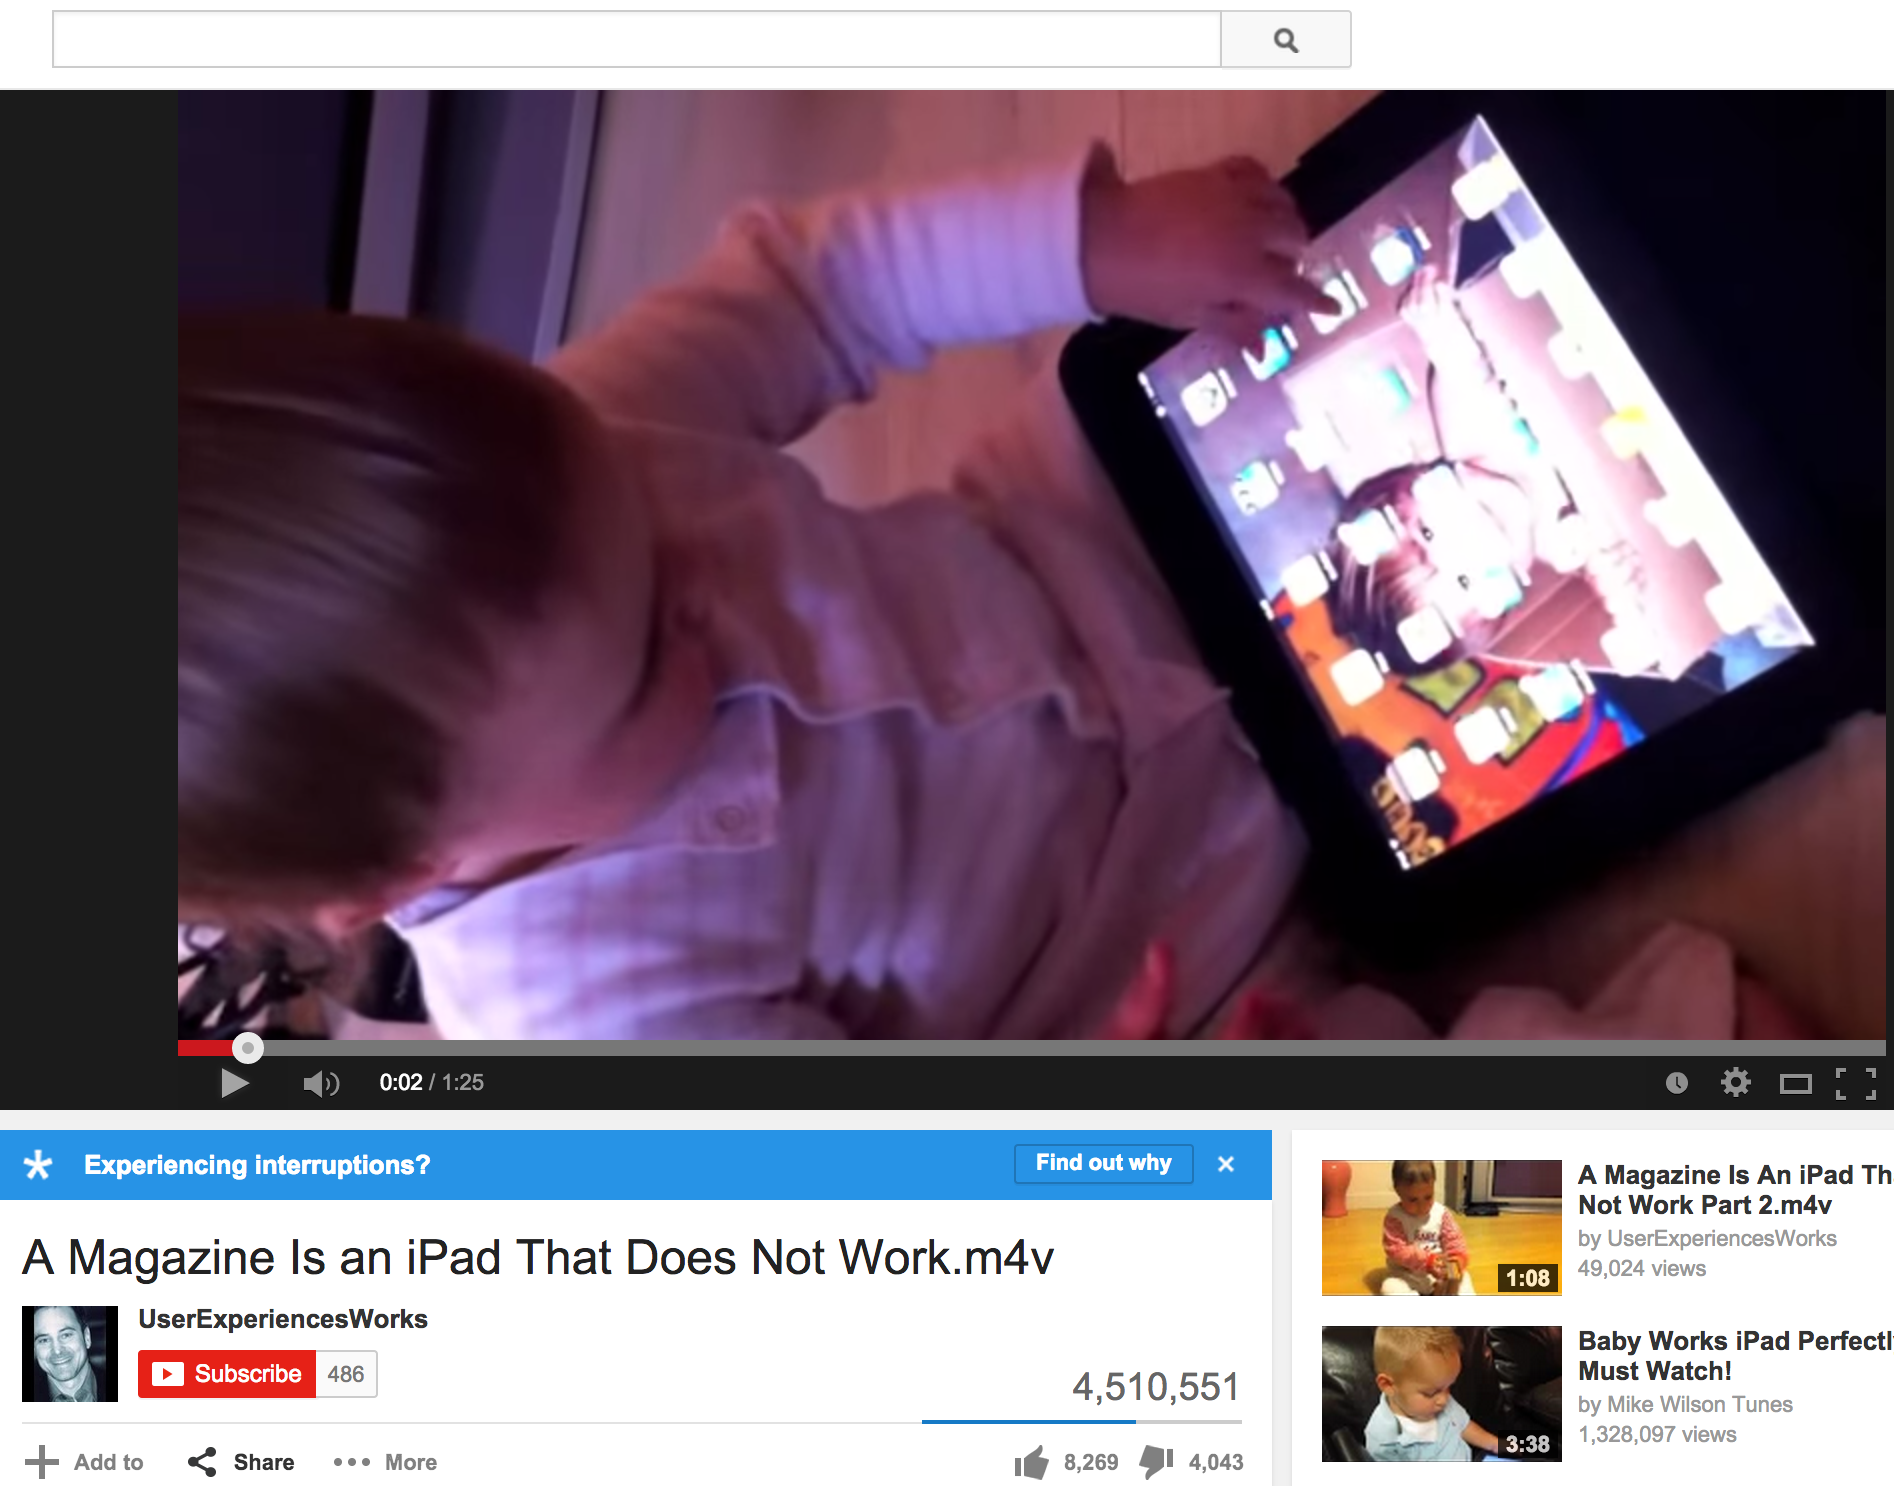 0:02 / 1:25
Experiencing interruptions?
Find out why
A Magazine Is an iPad That Does Not Work.m4v
UserExperiencesWorks
Subscribe
486
4,510,551
Add to
Share
More
8,269
4,043
A Magazine Is An iPad Th
Not Work Part 2.m4v
by UserExperiencesWorks
49,024 views
1:08
Baby Works iPad Perfectl
Must Watch!
by Mike Wilson Tunes
1,328,097 views
3:38